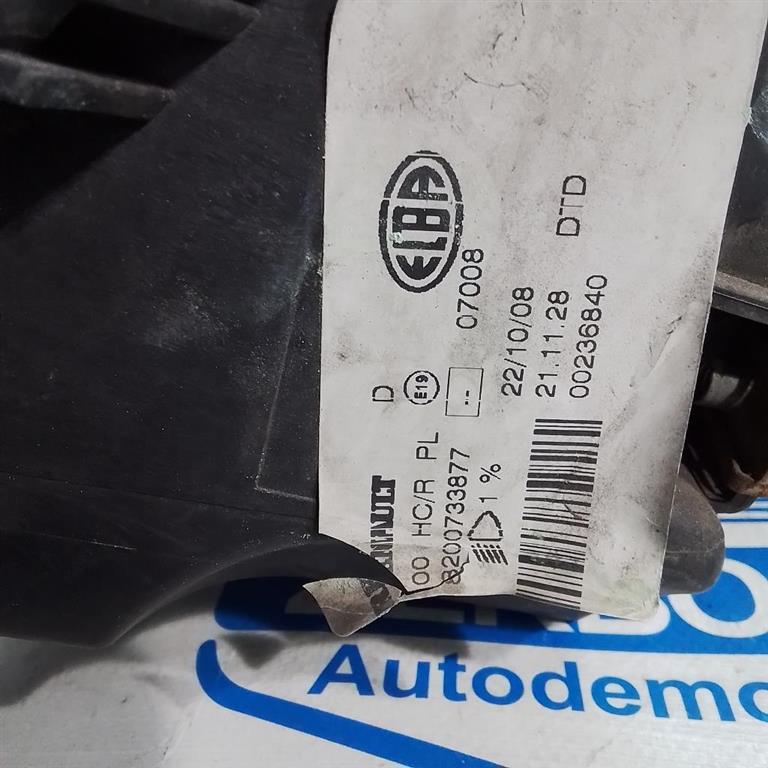 ELBA
07008
DTD
22/10/08
21.11.28
00236840
D
E19
--
RENAULT
00 HC/R PL
8200733877
1 %
Autodemo